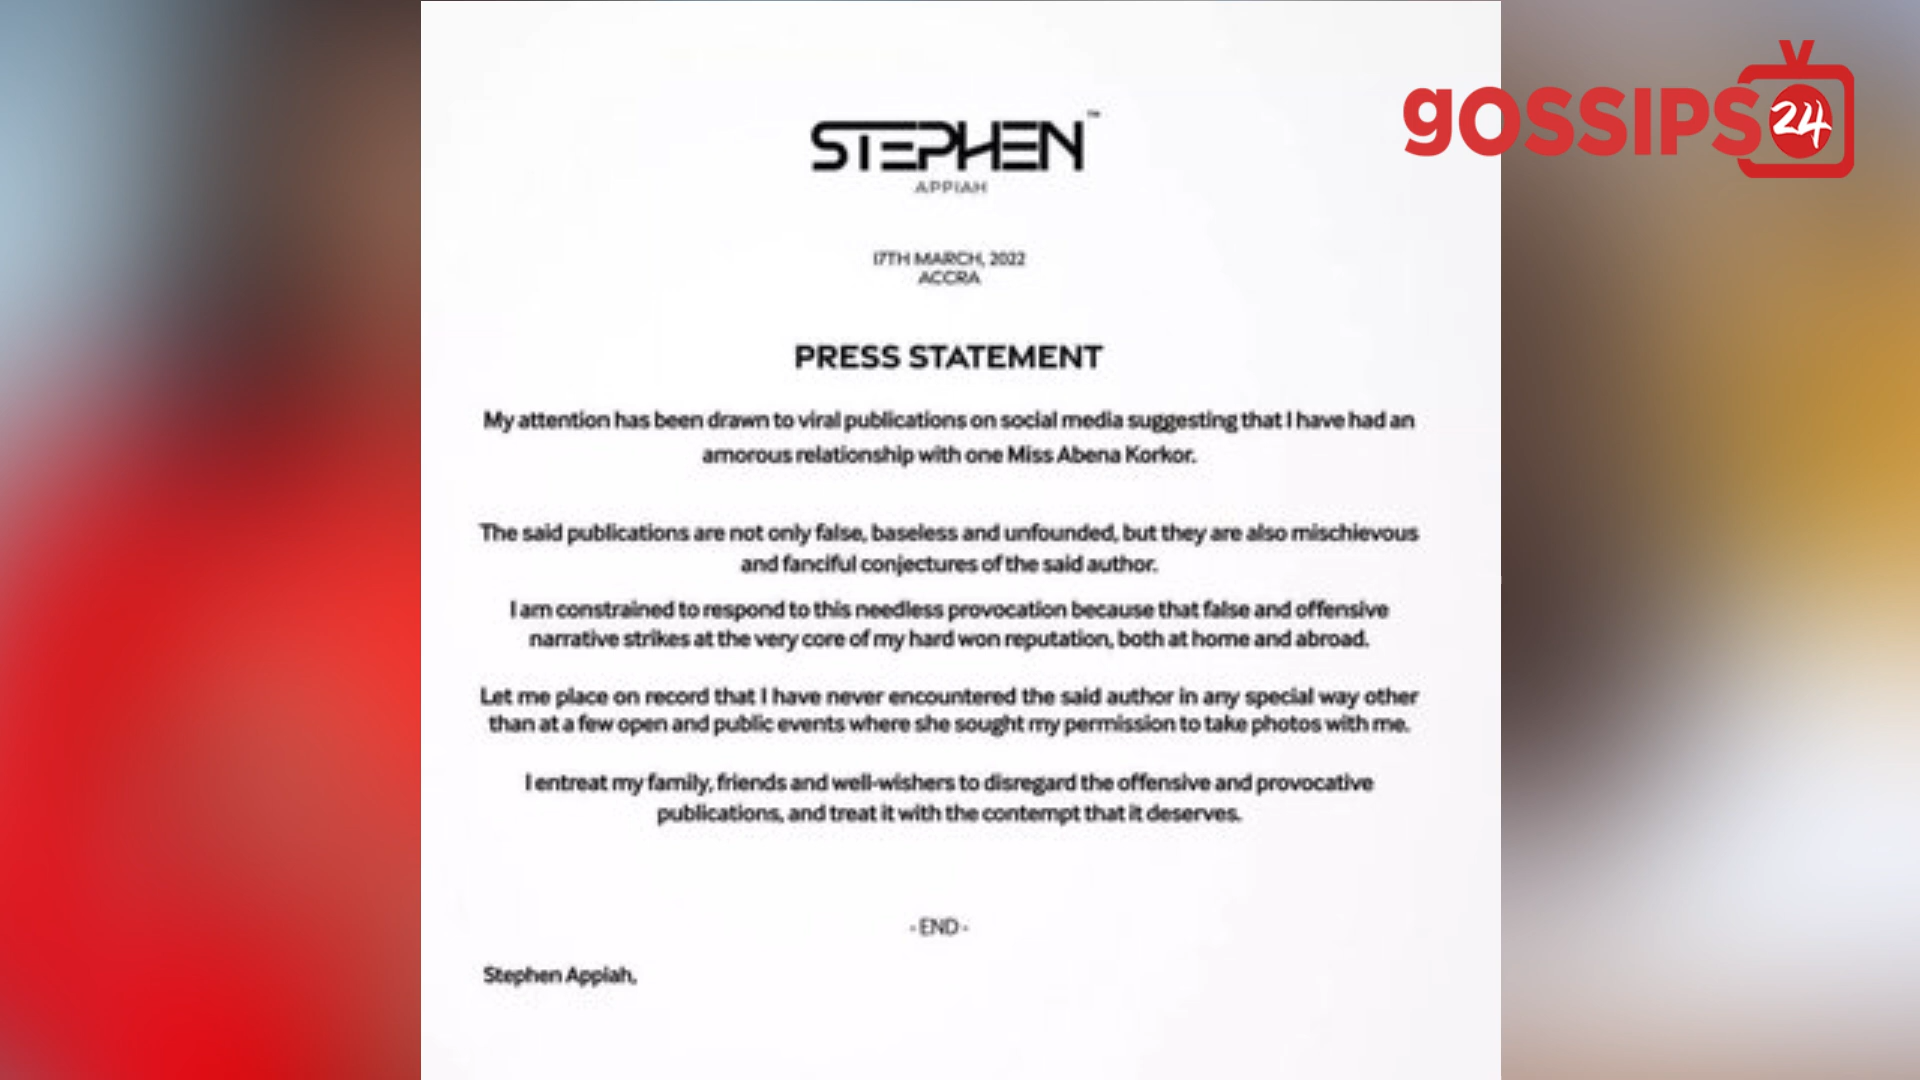 STEPHEN™
APPIAH
gOSSIPS 24
17TH MARCH, 2022
ACCRA
PRESS STATEMENT
My attention has been drawn to viral publications on social media suggesting that I have had an
amorous relationship with one Miss Abena Korkor.
The said publications are not only false, baseless and unfounded, but they are also mischievous
and fanciful conjectures of the said author.
I am constrained to respond to this needless provocation because that false and offensive
narrative strikes at the very core of my hard won reputation, both at home and abroad.
Let me place on record that I have never encountered the said author in any special way other
than at a few open and public events where she sought my permission to take photos with me.
I entreat my family, friends and well-wishers to disregard the offensive and provocative
publications, and treat it with the contempt that it deserves.
- END -
Stephen Appiah,